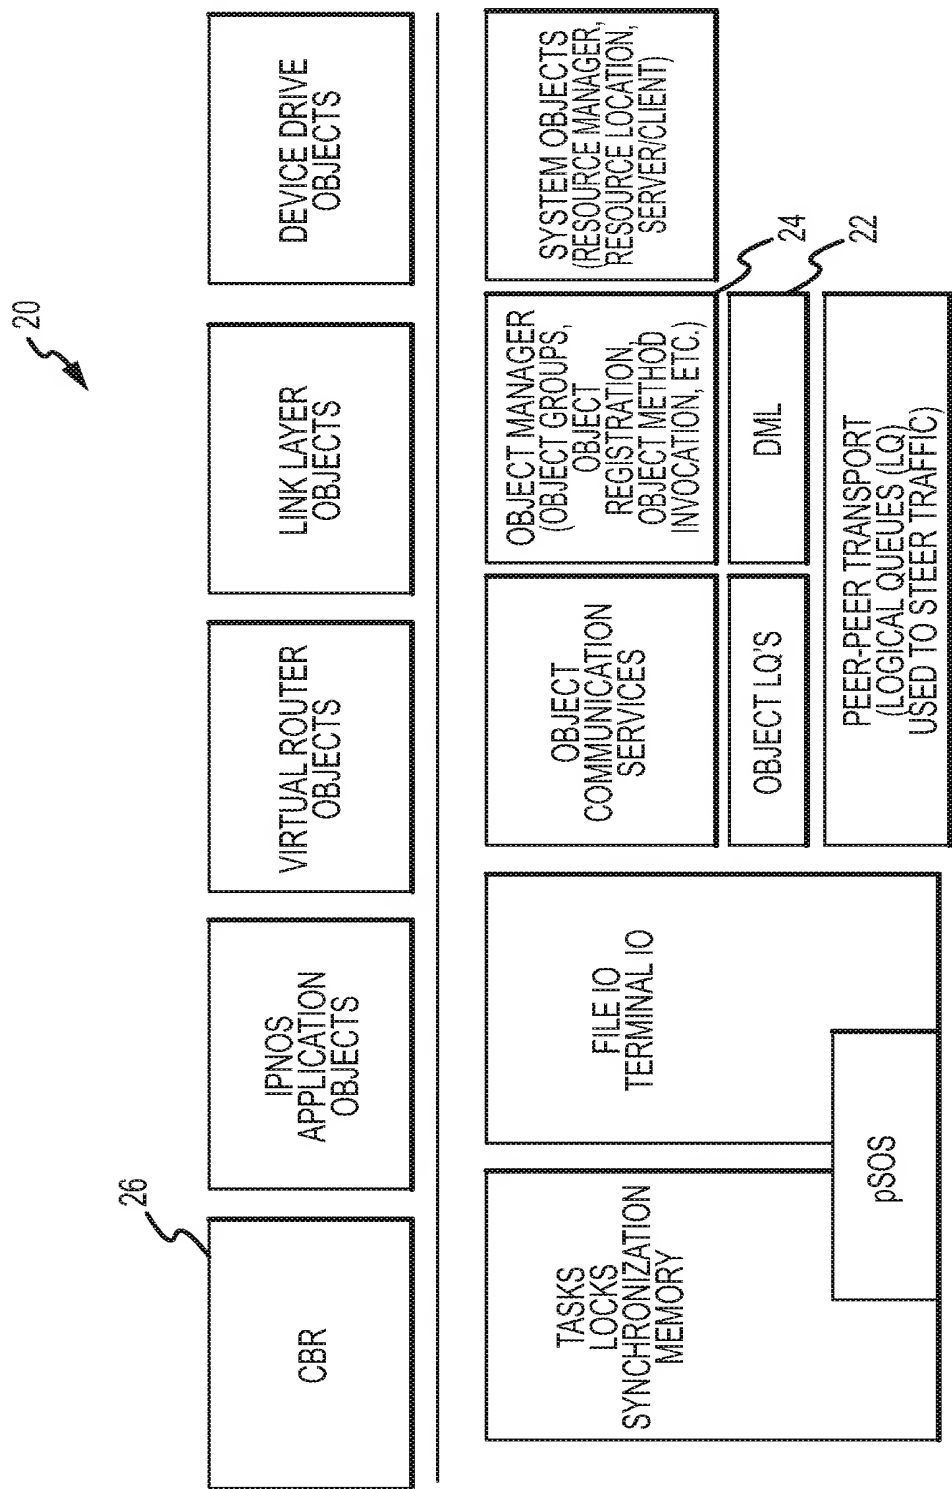 20
26
CBR
IPNOS
APPLICATION
OBJECTS
VIRTUAL ROUTER
OBJECTS
LINK LAYER
OBJECTS
DEVICE DRIVE
OBJECTS
TASKS
LOCKS
SYNCHRONIZATION
MEMORY
FILE IO
TERMINAL IO
pSOS
OBJECT
COMMUNICATION
SERVICES
OBJECT MANAGER
(OBJECT GROUPS,
OBJECT
REGISTRATION,
OBJECT METHOD
INVOCATION, ETC.)
SYSTEM OBJECTS
(RESOURCE MANAGER,
RESOURCE LOCATION,
SERVER/CLIENT)
24
OBJECT LQ'S
DML
22
PEER-PEER TRANSPORT
(LOGICAL QUEUES (LQ)
USED TO STEER TRAFFIC)